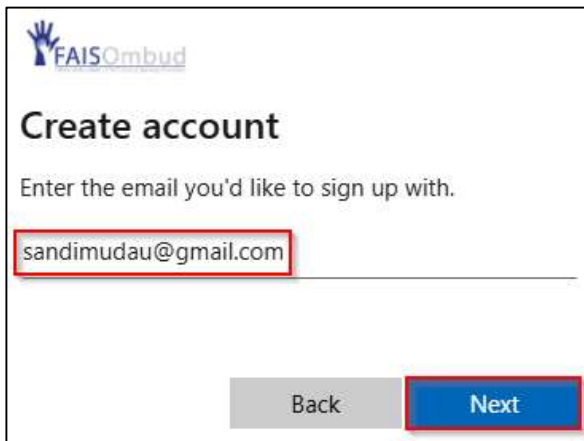 FAISOmbud
Create account
Enter the email you'd like to sign up with.
sandimudau@gmail.com
Back
Next